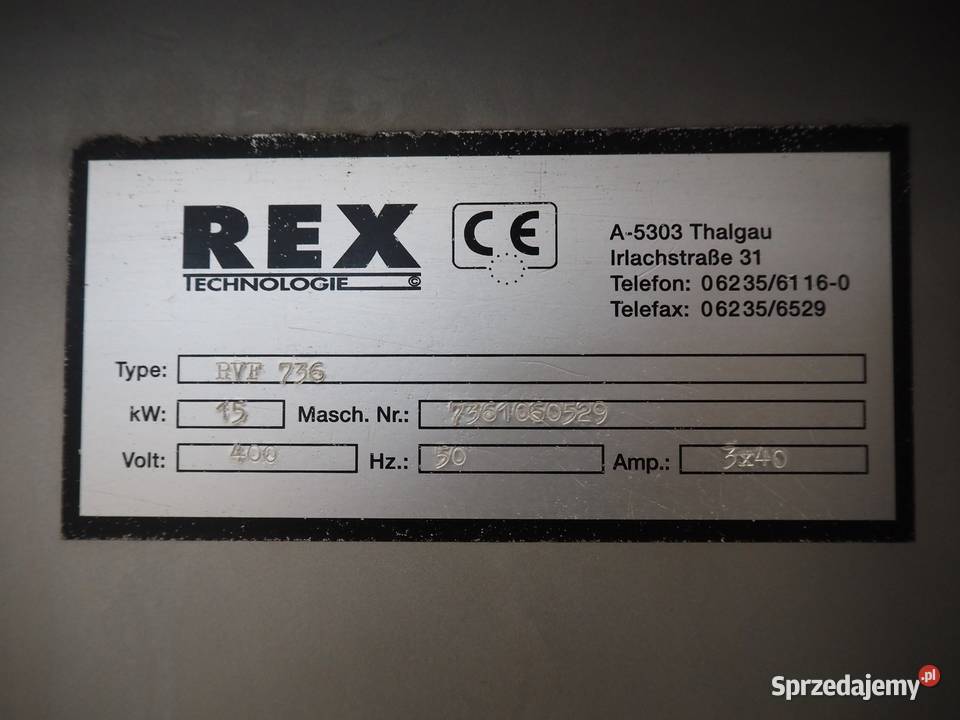 REX
TECHNOLOGIE ©
CE
A-5303 Thalgau
Irlachstraße 31
Telefon: 06235/6116-0
Telefax: 06235/6529
Type: RVF 736
kW: 15 Masch. Nr.: 7361060529
Volt: 400 Hz.: 50 Amp.: 3x40
Sprzedajemy.pl